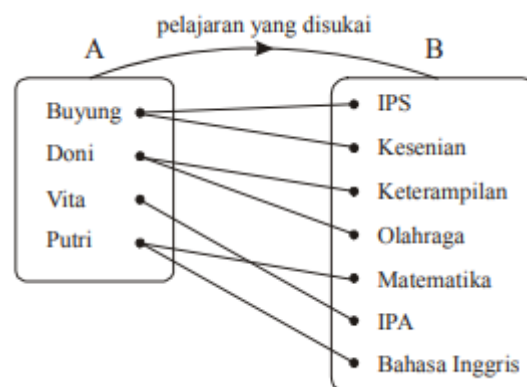 pelajaran yang disukai
A
B
Buyung
Doni
Vita
Putri
IPS
Kesenian
Keterampilan
Olahraga
Matematika
IPA
Bahasa Inggris